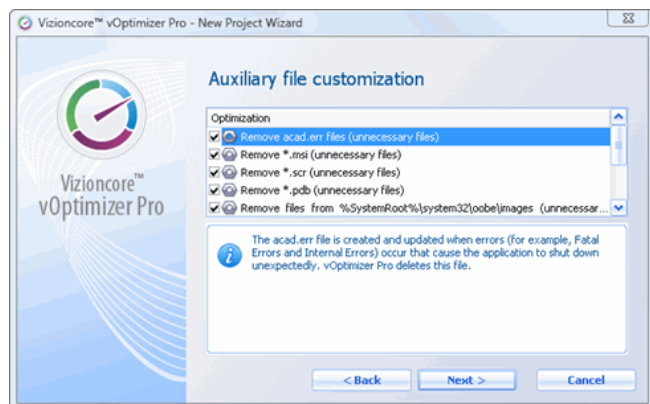 Vizioncore™ vOptimizer Pro - New Project Wizard
Auxiliary file customization
Optimization
Remove acad.err files (unnecessary files)
Remove *.msi (unnecessary files)
Remove *.scr (unnecessary files)
Remove *.pdb (unnecessary files)
Remove files from %SystemRoot%\system32\oobe\images (unnecessar...
Vizioncore™
vOptimizer Pro
The acad.err file is created and updated when errors (for example, Fatal
Errors and Internal Errors) occur that cause the application to shut down
unexpectedly. vOptimizer Pro deletes this file.
< Back
Next >
Cancel